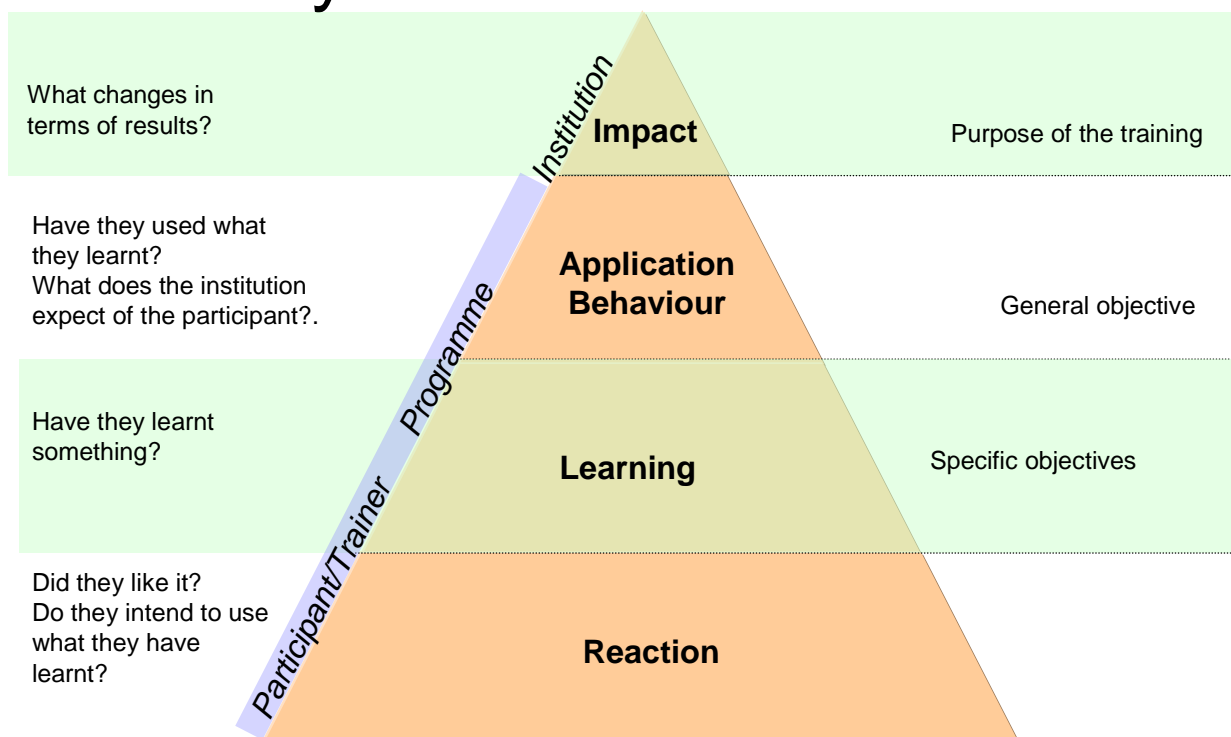 What changes in
terms of results?
Institution
Impact
Purpose of the training
Have they used what
they learnt?
What does the institution
expect of the participant?.
Programme
Application
Behaviour
General objective
Have they learnt
something?
Learning
Specific objectives
Did they like it?
Do they intend to use
what they have
learnt?
Participant/Trainer
Reaction